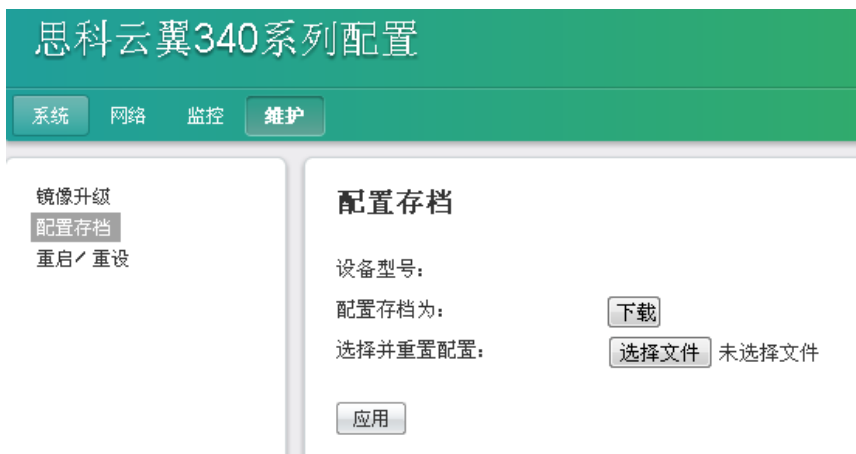 思科云翼340系列配置
系统 网络 监控 维护
镜像升级
配置存档
重启/重设
配置存档
设备型号:
配置存档为: 下载
选择并重置配置: 选择文件 未选择文件
应用